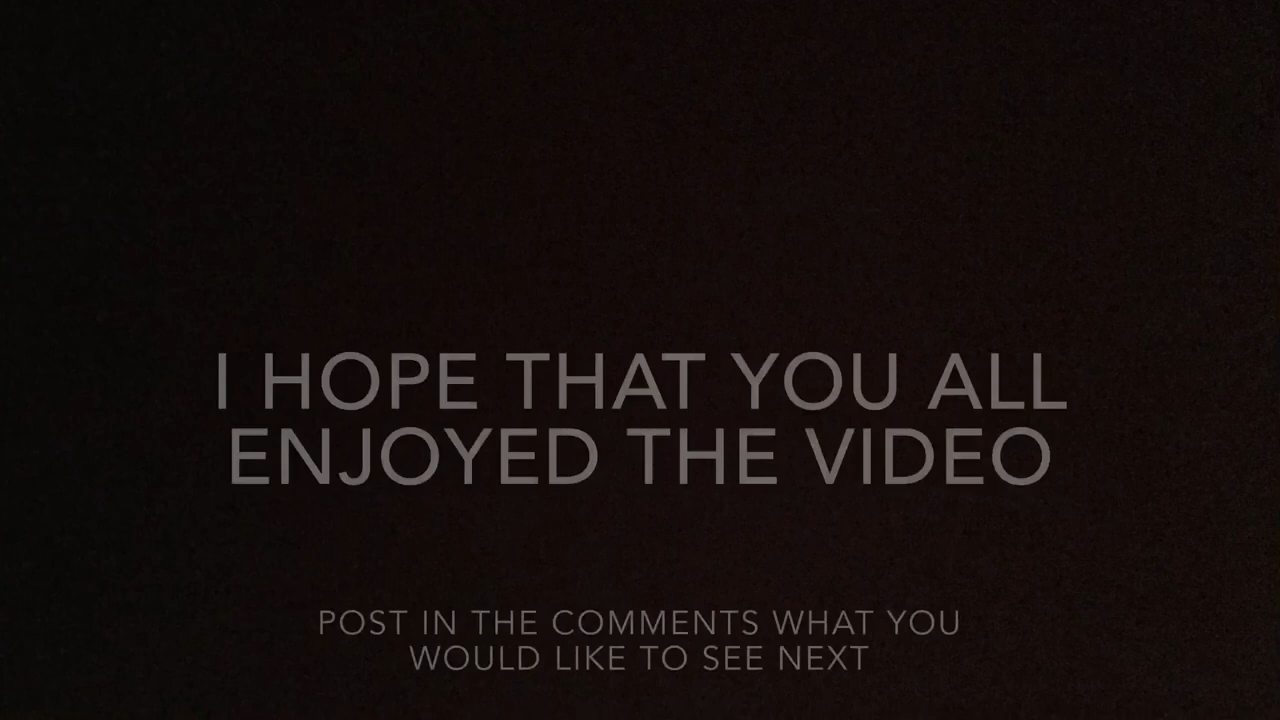 I HOPE THAT YOU ALL
ENJOYED THE VIDEO
POST IN THE COMMENTS WHAT YOU
WOULD LIKE TO SEE NEXT